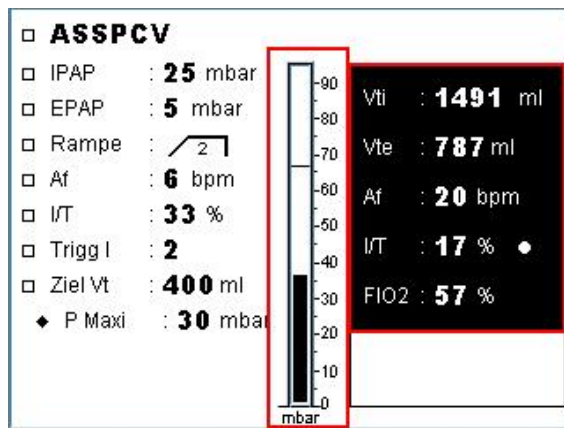 ASSPCV
IPAP : 25 mbar
EPAP : 5 mbar
Rampe : 2
Af : 6 bpm
I/T : 33 %
Trigg I : 2
Ziel Vt : 400 ml
P Maxi : 30 mbar
90
80
70
60
50
40
30
20
10
0
mbar
Vti : 1491 ml
Vte : 787 ml
Af : 20 bpm
I/T : 17 %
FIO2 : 57 %